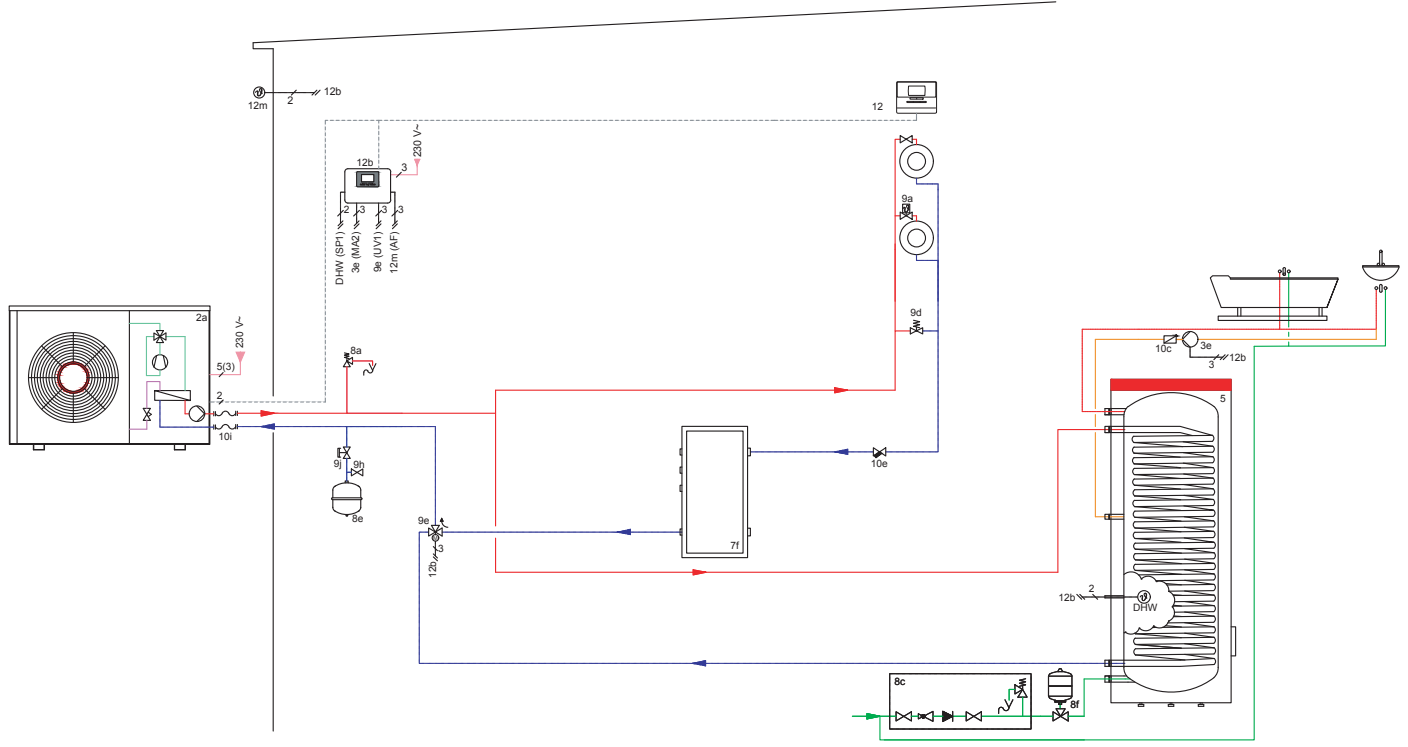 12m
2
12b
12
12b
230 V~
3
2
3
3
3
DHW (SP1)
3e (MA2)
9e (UV1)
12m (AF)
9a
9d
2a
5(3)
230 V~
2
10i
8a
9j
9h
8e
9e
3
12b
10e
7f
10c
3e
3
12b
5
12b
2
DHW
8c
8f